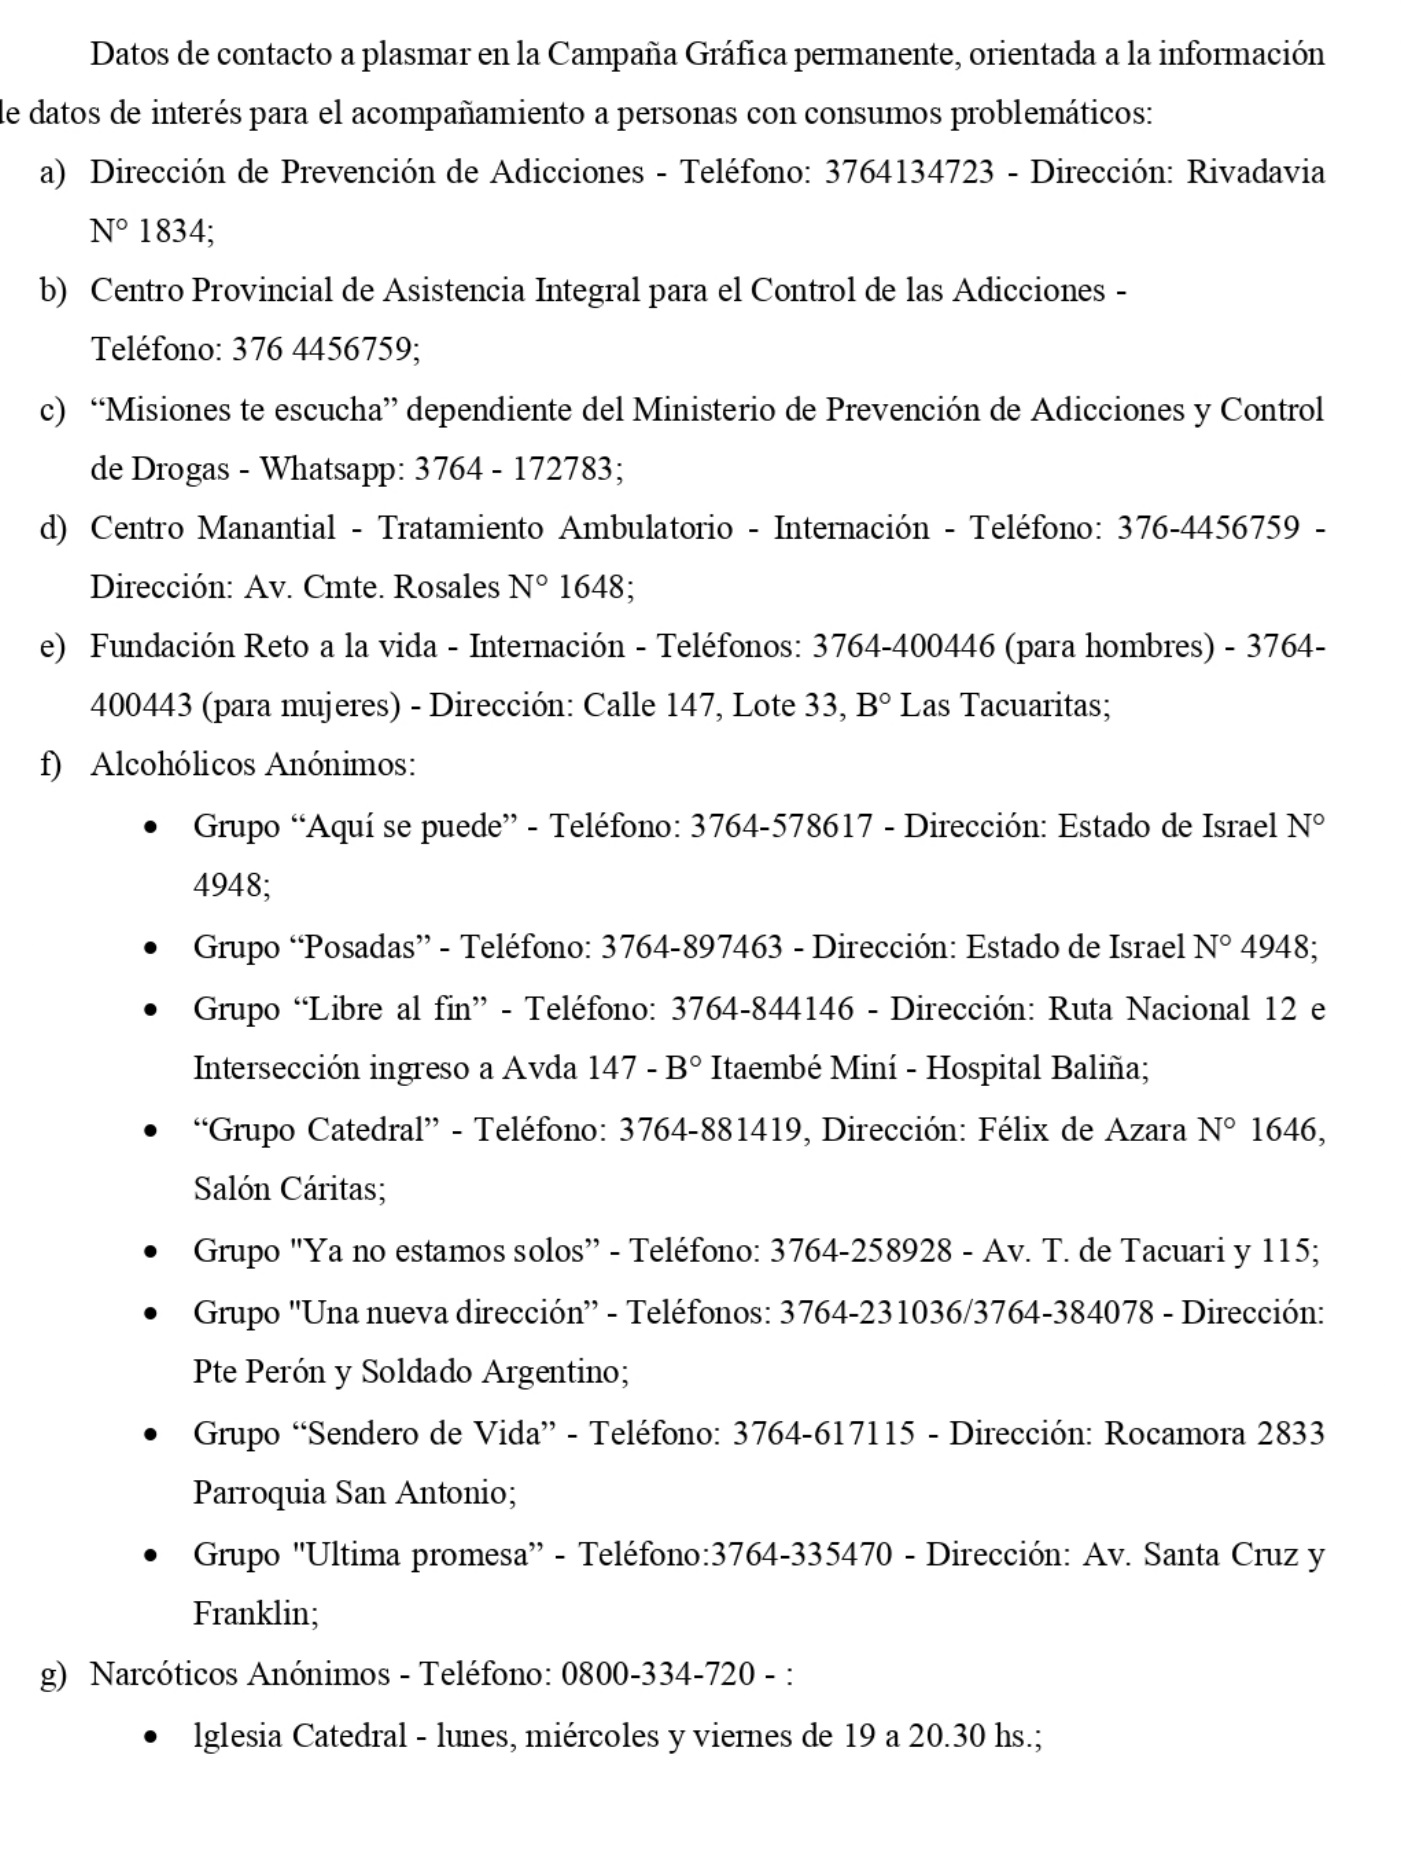 Datos de contacto a plasmar en la Campaña Gráfica permanente, orientada a la información
de datos de interés para el acompañamiento a personas con consumos problemáticos:
a) Dirección de Prevención de Adicciones - Teléfono: 3764134723 - Dirección: Rivadavia
N° 1834;
b) Centro Provincial de Asistencia Integral para el Control de las Adicciones -
Teléfono: 376 4456759;
c) “Misiones te escucha” dependiente del Ministerio de Prevención de Adicciones y Control
de Drogas - Whatsapp: 3764 - 172783;
d) Centro Manantial - Tratamiento Ambulatorio - Internación - Teléfono: 376-4456759 -
Dirección: Av. Cmte. Rosales N° 1648;
e) Fundación Reto a la vida - Internación - Teléfonos: 3764-400446 (para hombres) - 3764-
400443 (para mujeres) - Dirección: Calle 147, Lote 33, B° Las Tacuaritas;
f) Alcohólicos Anónimos:
• Grupo “Aquí se puede” - Teléfono: 3764-578617 - Dirección: Estado de Israel N°
4948;
• Grupo “Posadas” - Teléfono: 3764-897463 - Dirección: Estado de Israel N° 4948;
• Grupo “Libre al fin” - Teléfono: 3764-844146 - Dirección: Ruta Nacional 12 e
Intersección ingreso a Avda 147 - B° Itaembé Miní - Hospital Baliña;
• “Grupo Catedral” - Teléfono: 3764-881419, Dirección: Félix de Azara N° 1646,
Salón Cáritas;
• Grupo "Ya no estamos solos” - Teléfono: 3764-258928 - Av. T. de Tacuari y 115;
• Grupo "Una nueva dirección” - Teléfonos: 3764-231036/3764-384078 - Dirección:
Pte Perón y Soldado Argentino;
• Grupo “Sendero de Vida” - Teléfono: 3764-617115 - Dirección: Rocamora 2833
Parroquia San Antonio;
• Grupo "Ultima promesa” - Teléfono:3764-335470 - Dirección: Av. Santa Cruz y
Franklin;
g) Narcóticos Anónimos - Teléfono: 0800-334-720 - :
• lglesia Catedral - lunes, miércoles y viernes de 19 a 20.30 hs.;